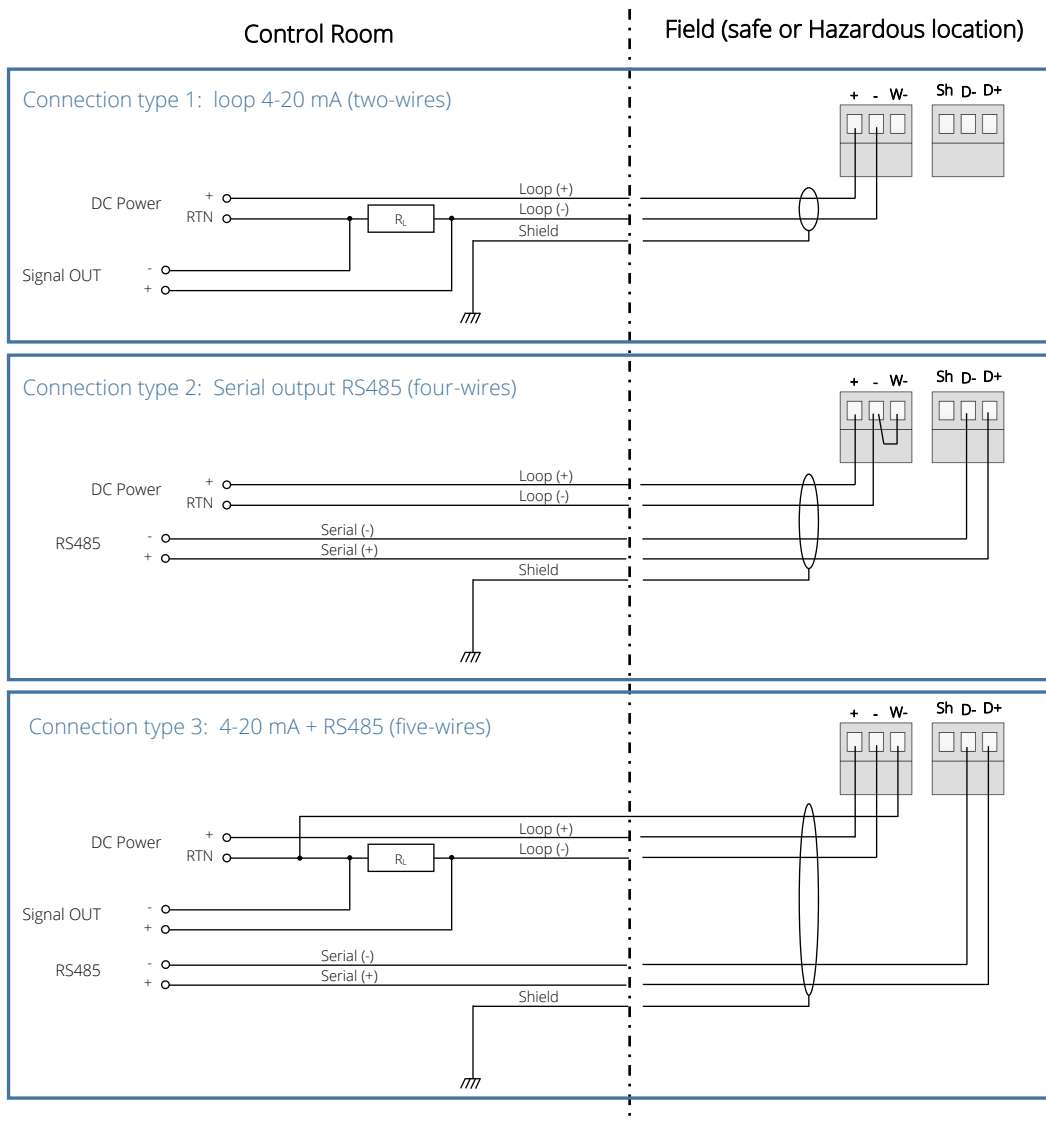 Control Room
Field (safe or Hazardous location)
Connection type 1: loop 4-20 mA (two-wires)
+ - W-
Sh D- D+
DC Power
+
RTN
RL
Loop (+)
Loop (-)
Shield
Signal OUT
-
+
Connection type 2: Serial output RS485 (four-wires)
+ - W-
Sh D- D+
DC Power
+
RTN
Loop (+)
Loop (-)
RS485
-
+
Serial (-)
Serial (+)
Shield
Connection type 3: 4-20 mA + RS485 (five-wires)
+ - W-
Sh D- D+
DC Power
+
RTN
RL
Loop (+)
Loop (-)
Signal OUT
-
+
RS485
-
+
Serial (-)
Serial (+)
Shield